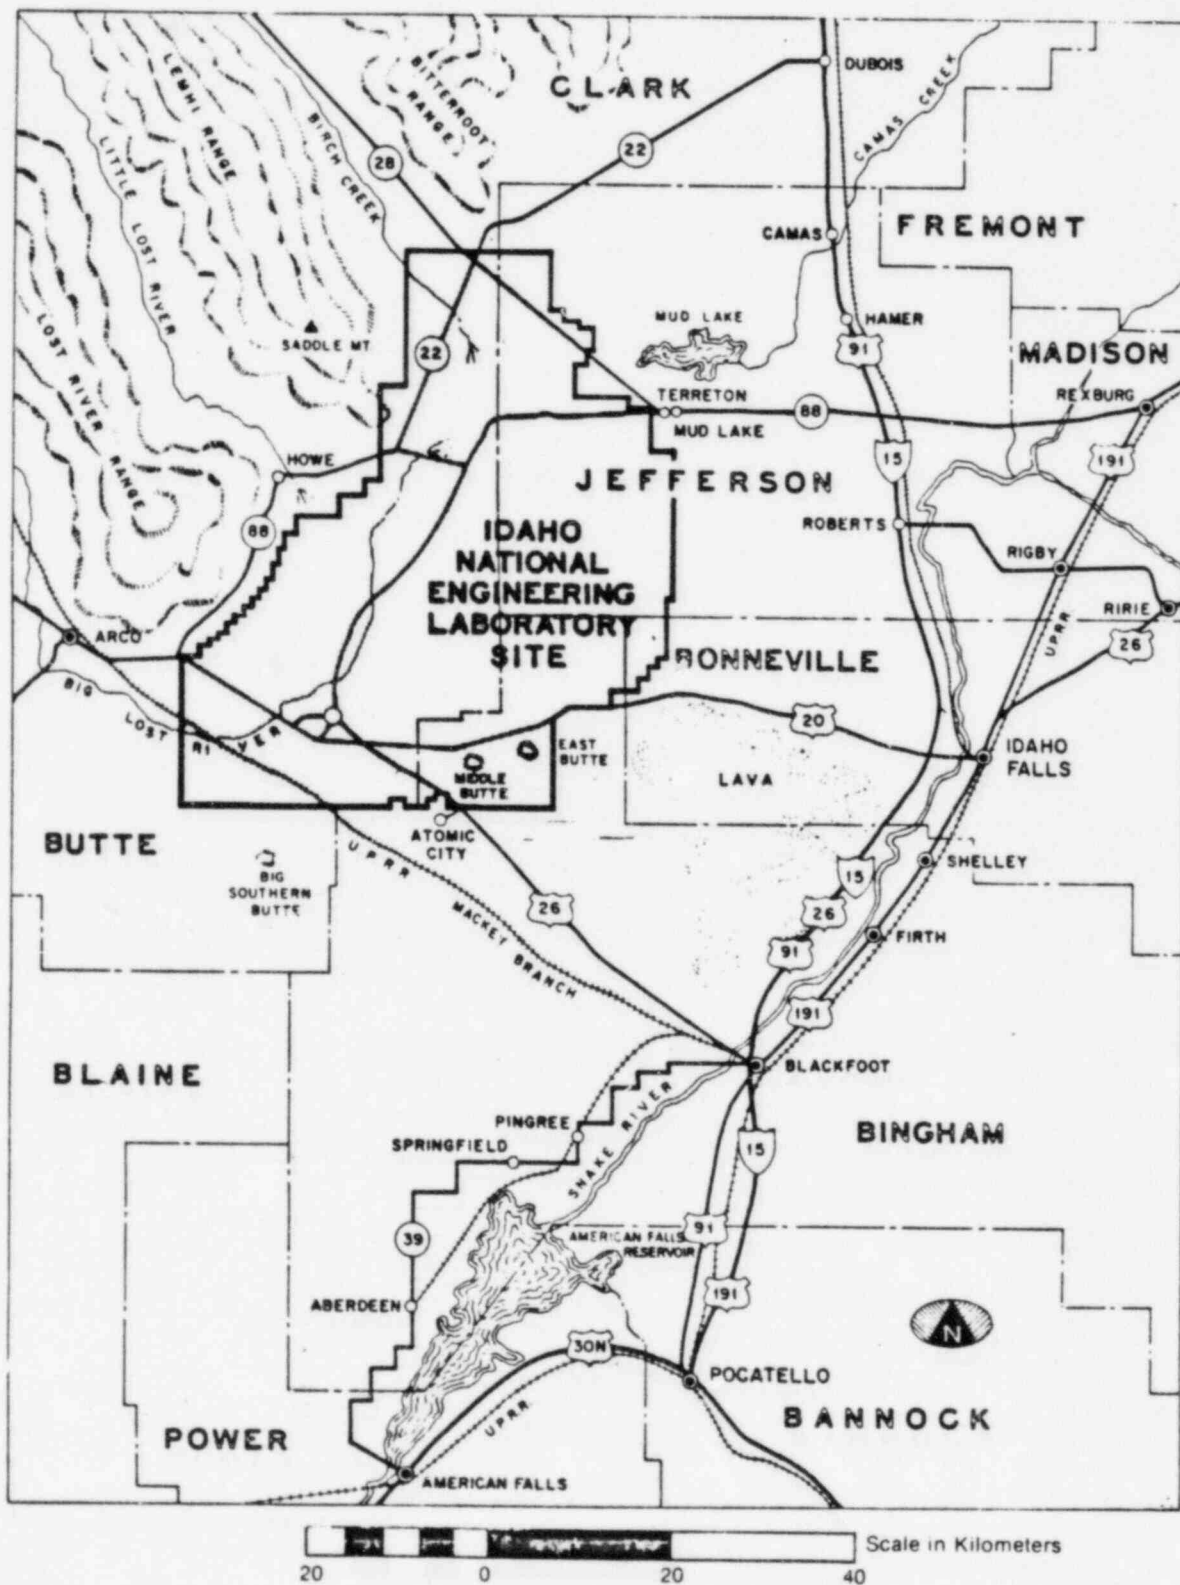 DUBOIS
CLARK
BITTERROOT
RANGE
LEMHI RANGE
BIRCH CREEK
CAMAS CREEK
LITTLE LOST RIVER
28
22
CAMAS
FREMONT
LOST RIVER RANGE
SADDLE MT.
22
MUD LAKE
HAMER
91
MADISON
REXBURG
TERRETON
88
MUD LAKE
HOWE
15
191
JEFFERSON
88
IDAHO
NATIONAL
ENGINEERING
LABORATORY
SITE
ROBERTS
RIGBY
RIRIE
UPRR
26
ARCO
BONNEVILLE
BIG LOST RIVER
20
IDAHO
FALLS
EAST
BUTTE
MIDDLE
BUTTE
LAVA
ATOMIC
CITY
BUTTE
UPRR
MACKEY BRANCH
BIG
SOUTHERN
BUTTE
26
15
26
91
SHELLEY
FIRTH
191
BLACKFOOT
BLAINE
PINGREE
SPRINGFIELD
SNAKE RIVER
15
BINGHAM
39
AMERICAN FALLS
RESERVOIR
91
191
ABERDEEN
30N
N
POCATELLO
UPRR
BANNOCK
POWER
AMERICAN FALLS
Scale in Kilometers
20 0 20 40